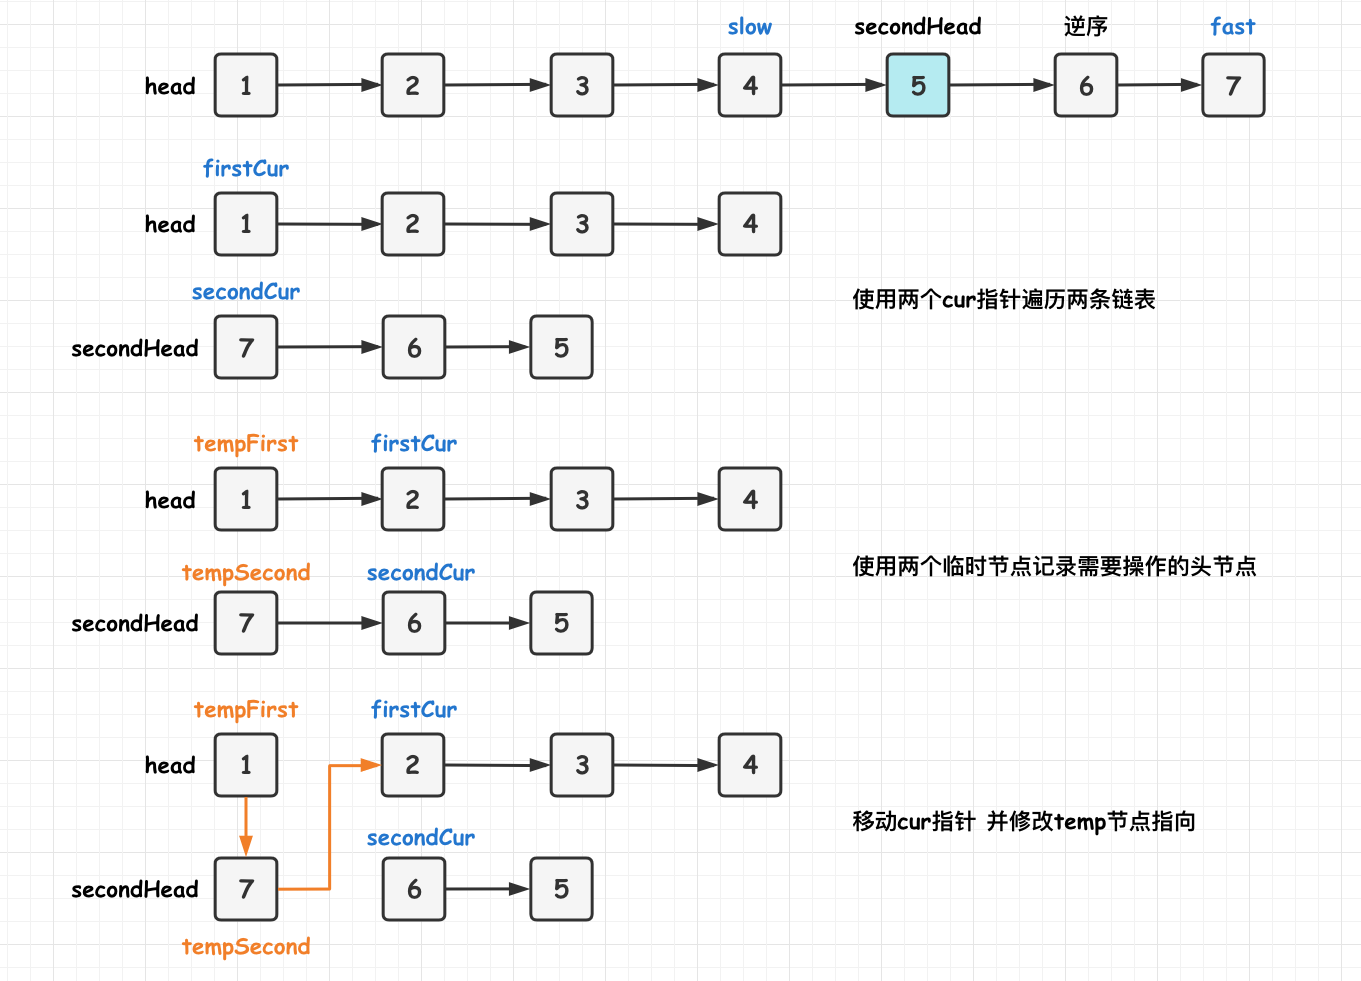 slow secondHead 逆序 fast
head 1 2 3 4 5 6 7
firstCur
head 1 2 3 4
secondCur
使用两个cur指针遍历两条链表
secondHead 7 6 5
tempFirst firstCur
head 1 2 3 4
使用两个临时节点记录需要操作的头节点
tempSecond secondCur
secondHead 7 6 5
tempFirst firstCur
head 1 2 3 4
移动cur指针 并修改temp节点指向
secondCur
secondHead 7 6 5
tempSecond